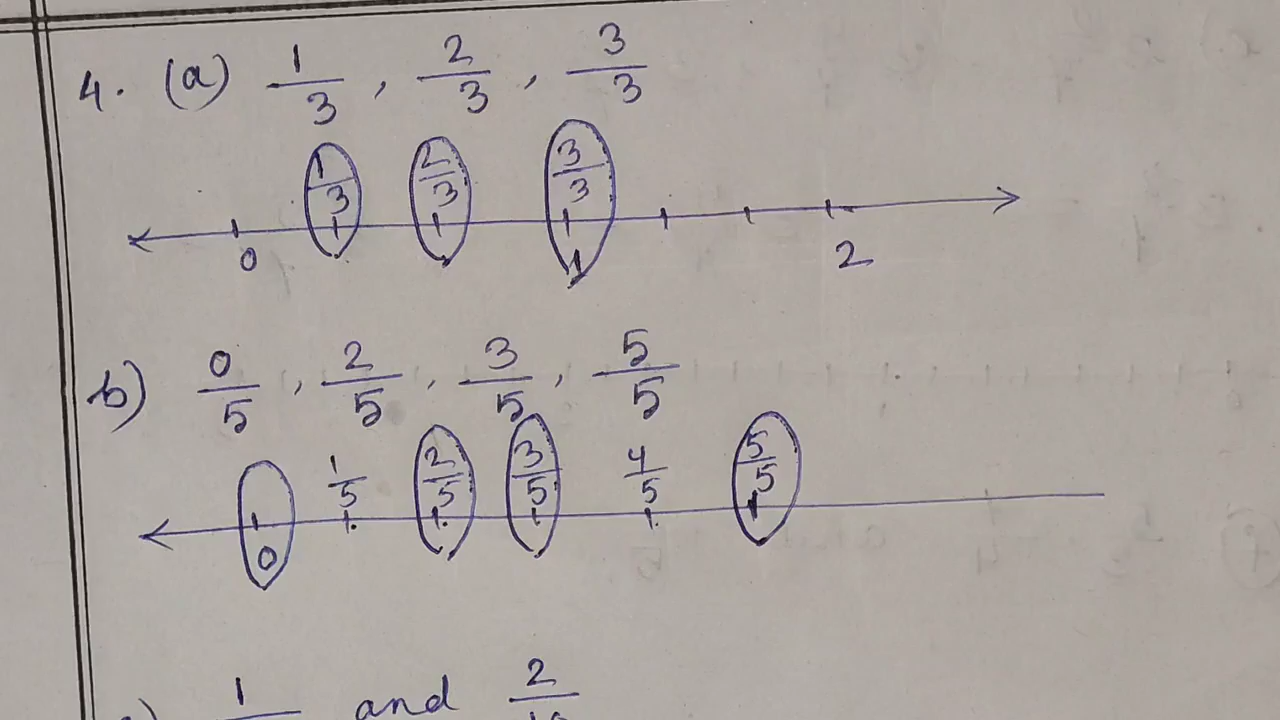 4. (a) 1/3 , 2/3 , 3/3
1/3 2/3 3/3
0 1 2
b) 0/5 , 2/5 , 3/5 , 5/5
1/5 2/5 3/5 4/5 5/5
0
1 and 2